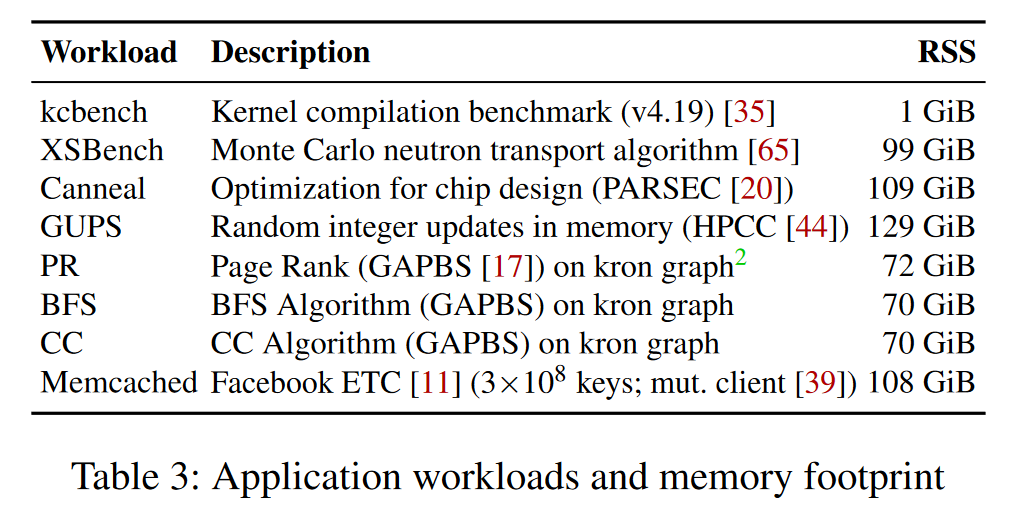 Workload Description RSS
kcbench Kernel compilation benchmark (v4.19) [35] 1 GiB
XSBench Monte Carlo neutron transport algorithm [65] 99 GiB
Canneal Optimization for chip design (PARSEC [20]) 109 GiB
GUPS Random integer updates in memory (HPCC [44]) 129 GiB
PR Page Rank (GAPBS [17]) on kron graph² 72 GiB
BFS BFS Algorithm (GAPBS) on kron graph 70 GiB
CC CC Algorithm (GAPBS) on kron graph 70 GiB
Memcached Facebook ETC [11] (3×10⁸ keys; mut. client [39]) 108 GiB
Table 3: Application workloads and memory footprint